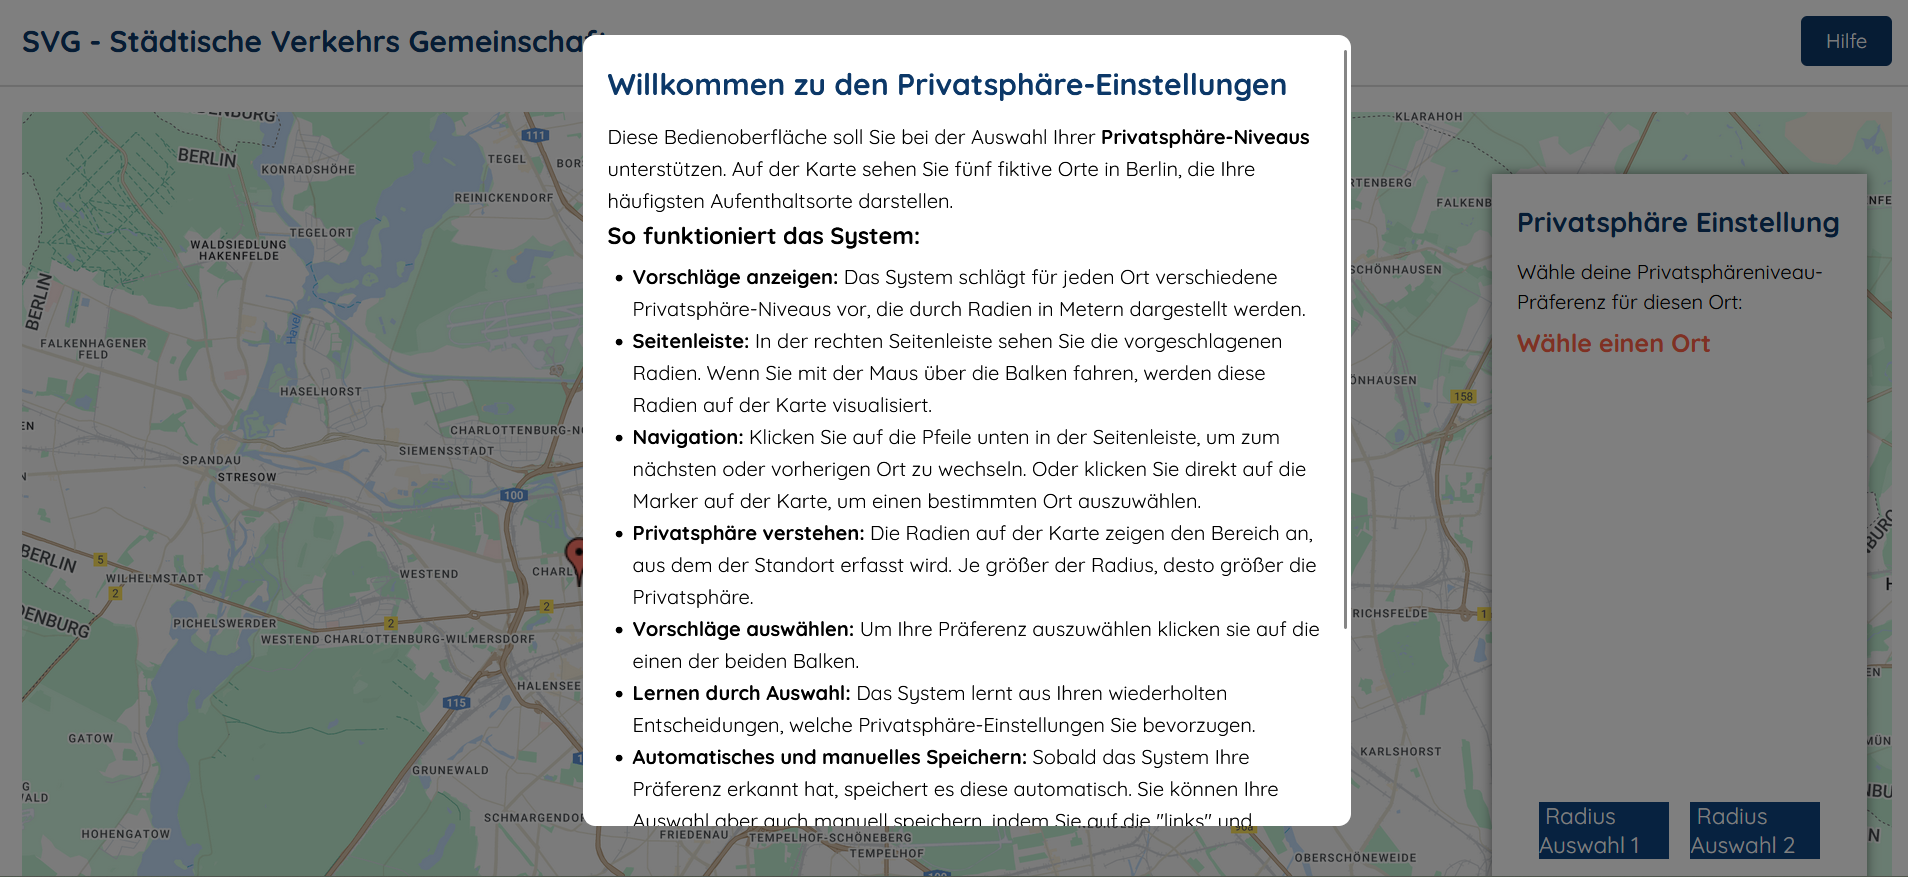 SVG - Städtische Verkehrs Gemeinschaft
Hilfe
Willkommen zu den Privatsphäre-Einstellungen
Diese Bedienoberfläche soll Sie bei der Auswahl Ihrer Privatsphäre-Niveaus
unterstützen. Auf der Karte sehen Sie fünf fiktive Orte in Berlin, die Ihre
häufigsten Aufenthaltsorte darstellen.
So funktioniert das System:
• Vorschläge anzeigen: Das System schlägt für jeden Ort verschiedene
Privatsphäre-Niveaus vor, die durch Radien in Metern dargestellt werden.
• Seitenleiste: In der rechten Seitenleiste sehen Sie die vorgeschlagenen
Radien. Wenn Sie mit der Maus über die Balken fahren, werden diese
Radien auf der Karte visualisiert.
• Navigation: Klicken Sie auf die Pfeile unten in der Seitenleiste, um zum
nächsten oder vorherigen Ort zu wechseln. Oder klicken Sie direkt auf die
Marker auf der Karte, um einen bestimmten Ort auszuwählen.
• Privatsphäre verstehen: Die Radien auf der Karte zeigen den Bereich an,
aus dem der Standort erfasst wird. Je größer der Radius, desto größer die
Privatsphäre.
• Vorschläge auswählen: Um Ihre Präferenz auszuwählen klicken sie auf die
einen der beiden Balken.
• Lernen durch Auswahl: Das System lernt aus Ihren wiederholten
Entscheidungen, welche Privatsphäre-Einstellungen Sie bevorzugen.
• Automatisches und manuelles Speichern: Sobald das System Ihre
Präferenz erkannt hat, speichert es diese automatisch. Sie können Ihre
Auswahl aber auch manuell speichern, indem Sie auf die "links" und
Privatsphäre Einstellung
Wähle deine Privatsphäreniveau-
Präferenz für diesen Ort:
Wähle einen Ort
Radius
Auswahl 1
Radius
Auswahl 2
BERLIN
KONRADSHÖHE
111
TEGEL
REINICKENDORF
TEGELORT
WALDSIEDLUNG
HAKENFELDE
BERLIN
Havel
FALKENHAGENER
FELD
HASELHORST
SIEMENSSTADT
SPANDAU
STRESOW
100
BERLIN
5
WILHELMSTADT
2
WESTEND
2
2
PICHELSWERDER
WESTEND CHARLOTTENBURG-WILMERSDORF
HALENSEE
115
GATOW
GRUNEWALD
HOHENGATOW
FRIEDENAU
TEMPELHOF-SCHÖNEBERG
TEMPELHOF
100
96a
KLARAHOH
158
1
KARLSHORST
OBERSCHÖNEWEIDE